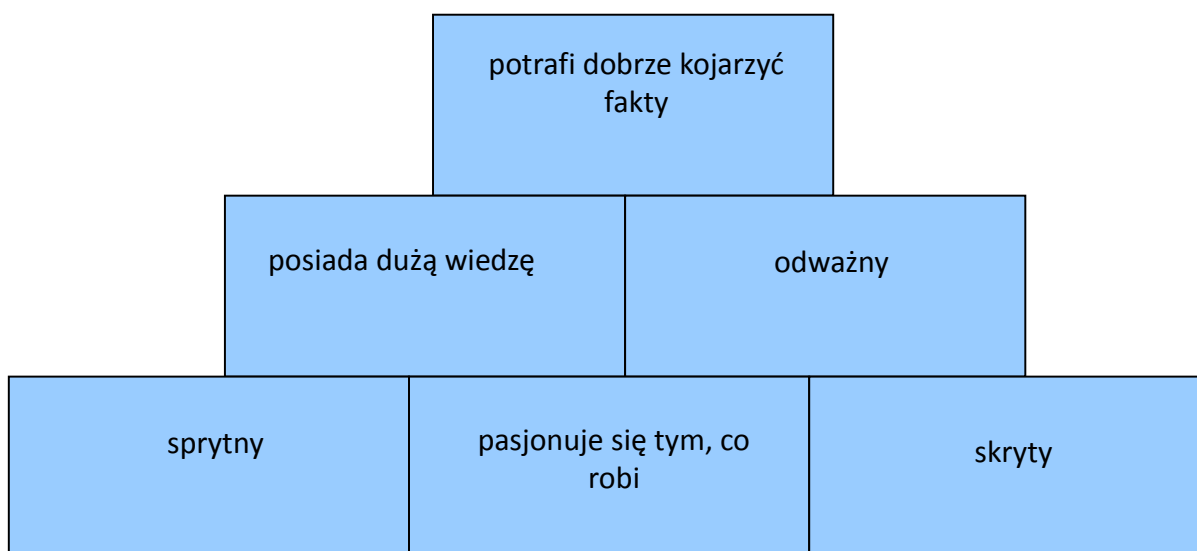 potrafi dobrze kojarzyć
fakty
posiada dużą wiedzę
odważny
sprytny
pasjonuje się tym, co
robi
skryty